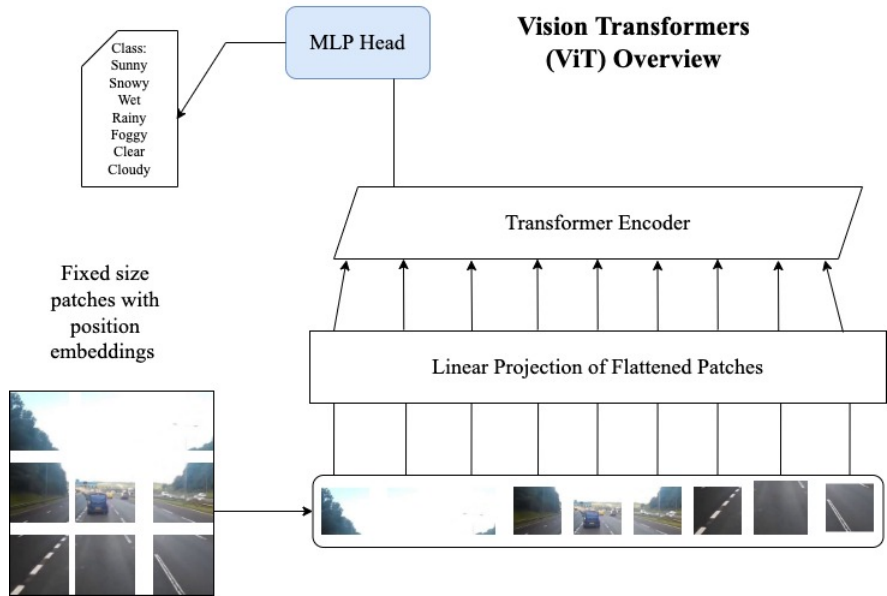 Vision Transformers
(ViT) Overview
MLP Head
Class:
Sunny
Snowy
Wet
Rainy
Foggy
Clear
Cloudy
Transformer Encoder
Fixed size
patches with
position
embeddings
Linear Projection of Flattened Patches